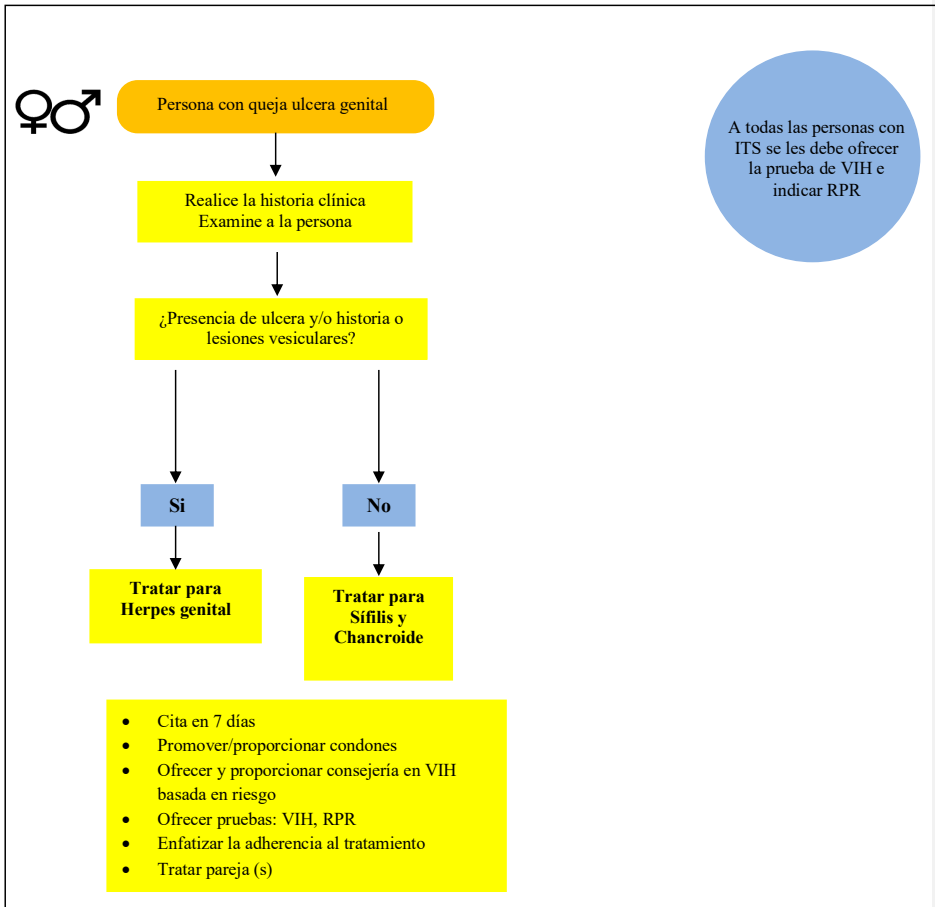 Persona con queja ulcera genital
A todas las personas con
ITS se les debe ofrecer
la prueba de VIH e
indicar RPR
Realice la historia clínica
Examine a la persona
¿Presencia de ulcera y/o historia o
lesiones vesiculares?
Si
No
Tratar para
Herpes genital
Tratar para
Sífilis y
Chancroide
• Cita en 7 días
• Promover/proporcionar condones
• Ofrecer y proporcionar consejería en VIH
basada en riesgo
• Ofrecer pruebas: VIH, RPR
• Enfatizar la adherencia al tratamiento
• Tratar pareja (s)